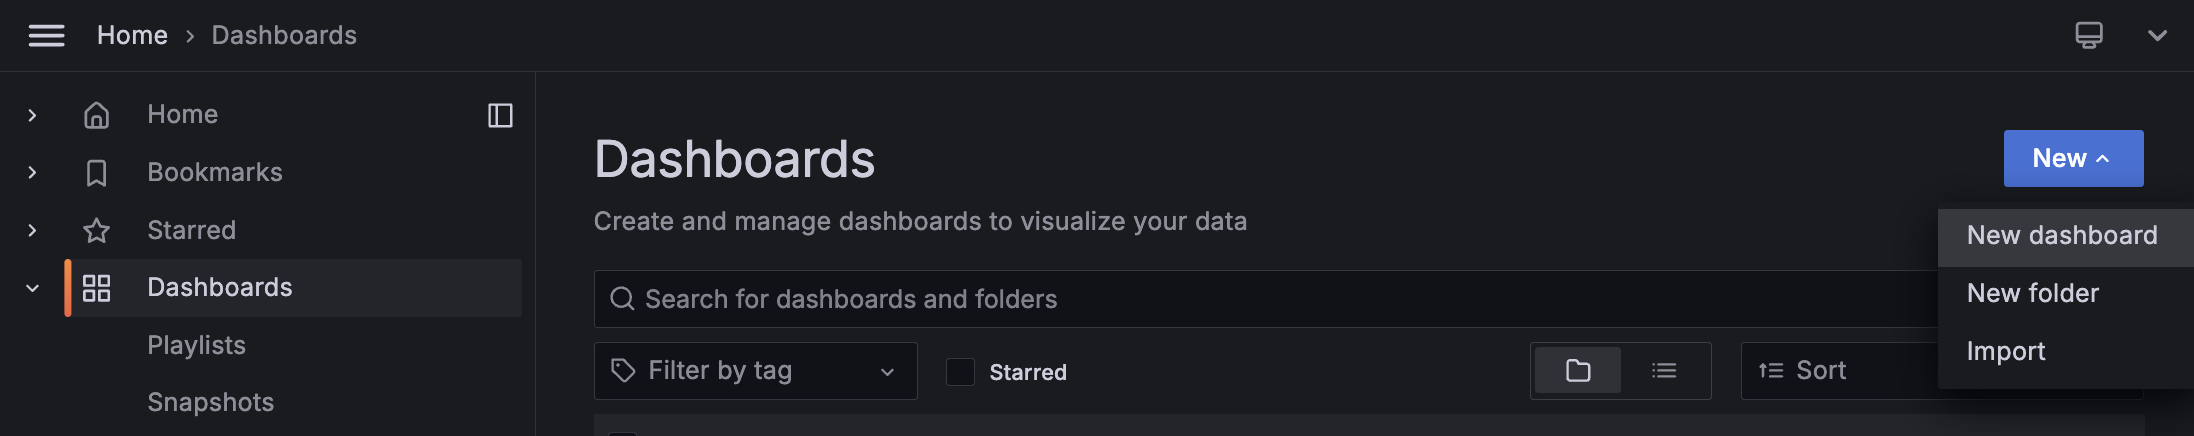 Home › Dashboards
Home
Bookmarks
Starred
Dashboards
Playlists
Snapshots
Dashboards
Create and manage dashboards to visualize your data
New
New dashboard
New folder
Import
Search for dashboards and folders
Filter by tag
Starred
Sort